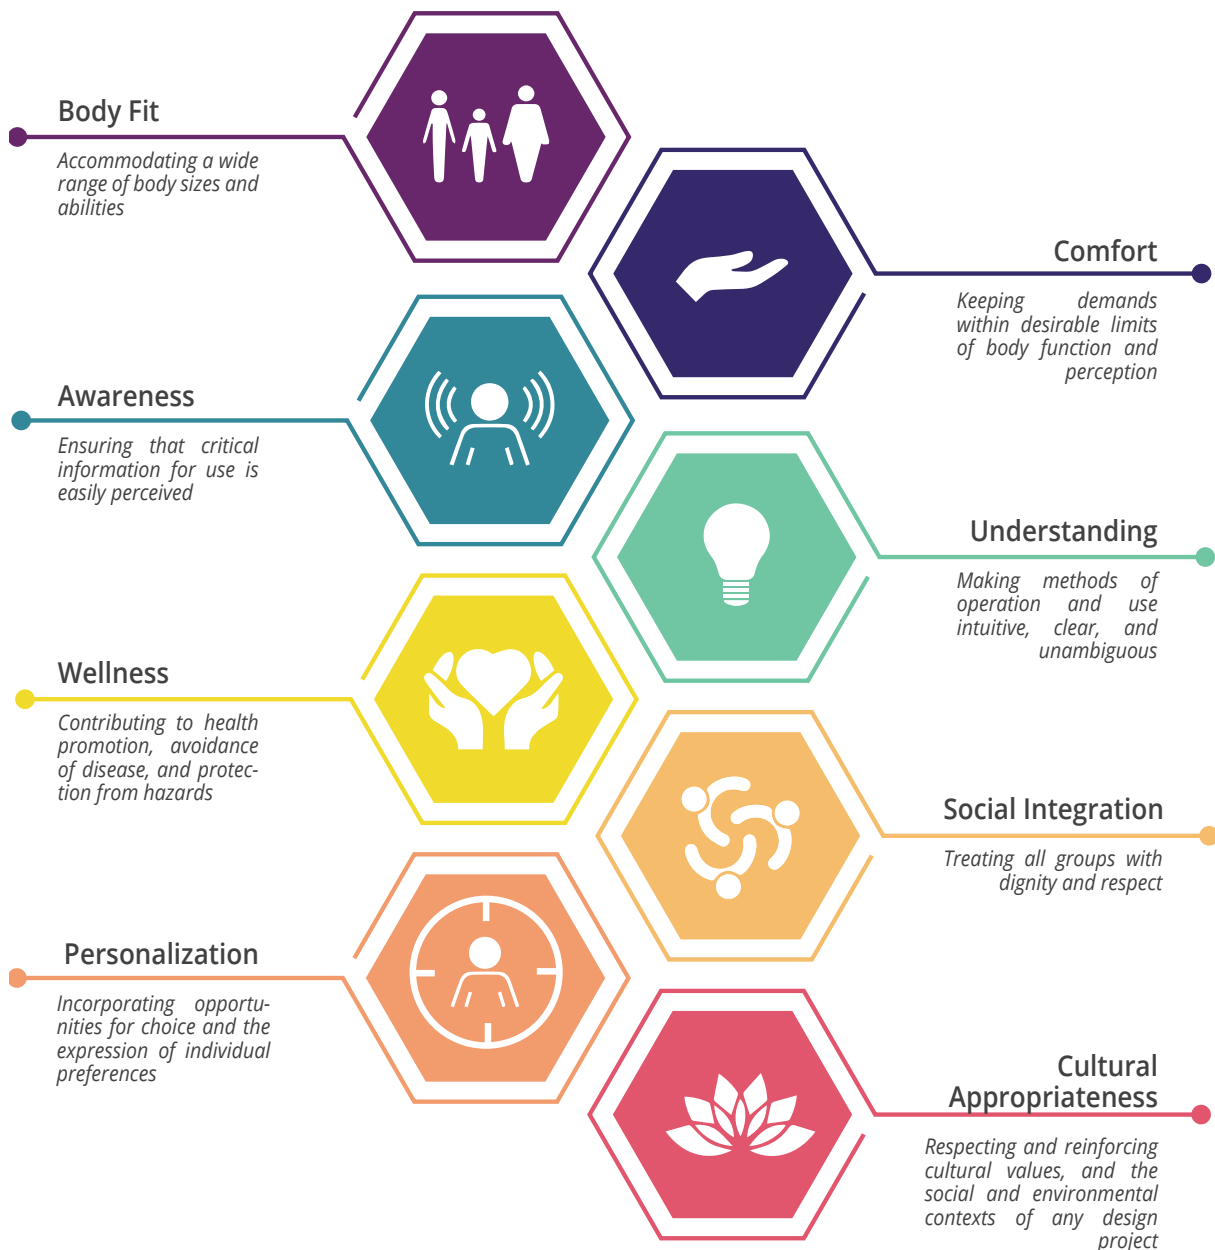 Body Fit
Accommodating a wide
range of body sizes and
abilities
Comfort
Keeping demands
within desirable limits
of body function and
perception
Awareness
Ensuring that critical
information for use is
easily perceived
Understanding
Making methods of
operation and use
intuitive, clear, and
unambiguous
Wellness
Contributing to health
promotion, avoidance
of disease, and protec-
tion from hazards
Social Integration
Treating all groups with
dignity and respect
Personalization
Incorporating opportu-
nities for choice and the
expression of individual
preferences
Cultural
Appropriateness
Respecting and reinforcing
cultural values, and the
social and environmental
contexts of any design
project